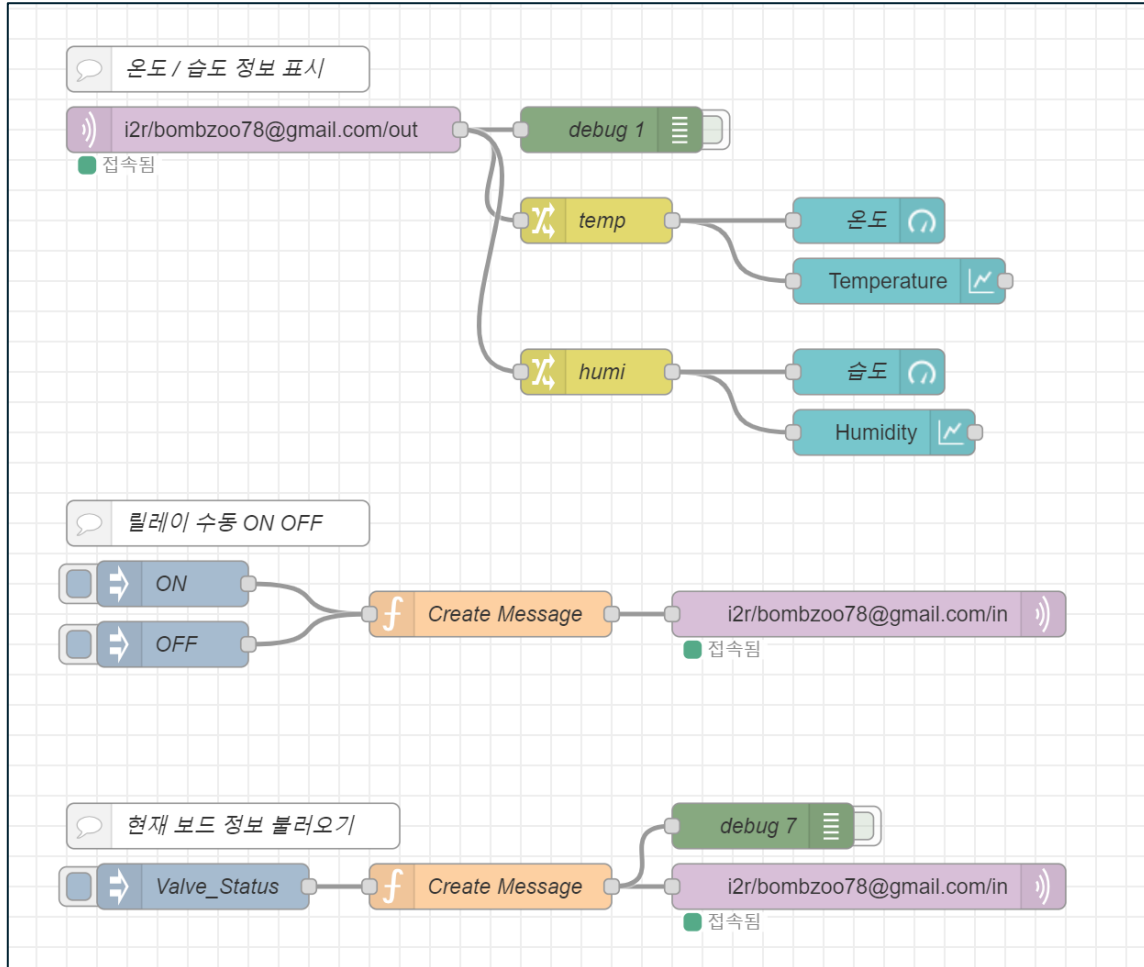 온도 / 습도 정보 표시
i2r/bombzoo78@gmail.com/out
접속됨
debug 1
temp
온도
Temperature
humi
습도
Humidity
릴레이 수동 ON OFF
ON
OFF
Create Message
i2r/bombzoo78@gmail.com/in
접속됨
현재 보드 정보 불러오기
debug 7
Valve_Status
Create Message
i2r/bombzoo78@gmail.com/in
접속됨